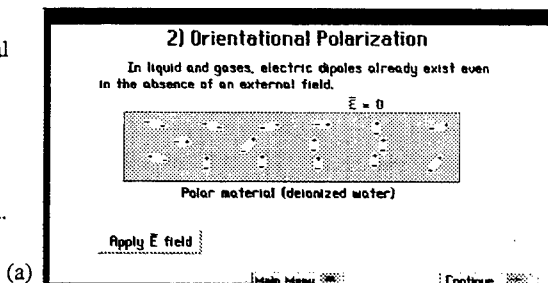 al
2) Orientational Polarization
In liquid and gases, electric dipoles already exist even
in the absence of an external field.
Ē = 0
Polar material (deionized water)
Apply Ē field
(a)
Main Menu
Continue